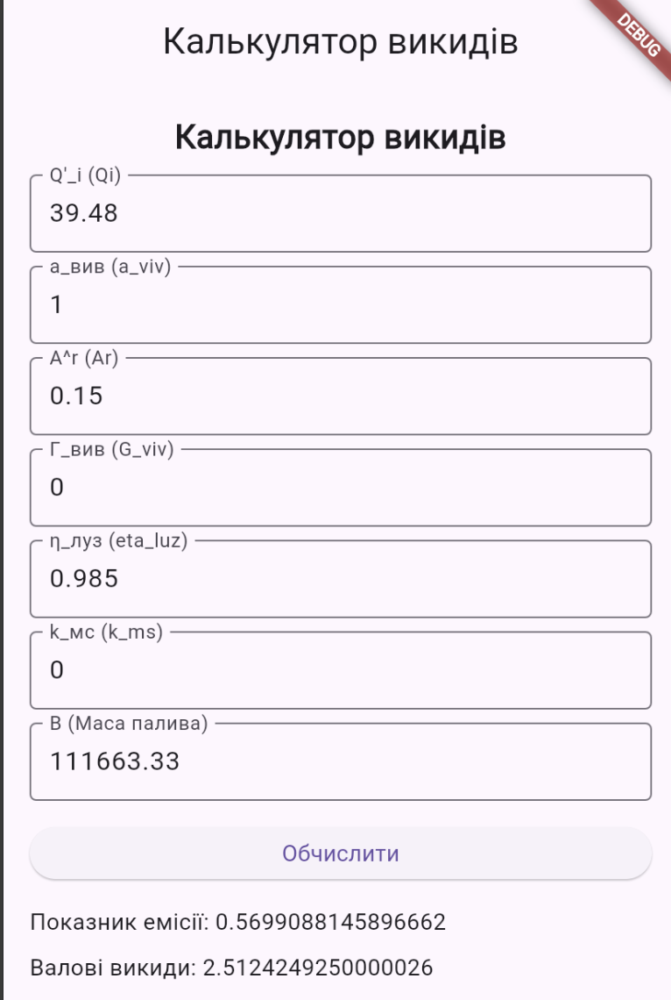 Калькулятор викидів
DEBUG
Калькулятор викидів
Q'_i (Qi)
39.48
а_вив (a_viv)
1
A^r (Ar)
0.15
Г_вив (G_viv)
0
η_луз (eta_luz)
0.985
k_мс (k_ms)
0
B (Маса палива)
111663.33
Обчислити
Показник емісії: 0.5699088145896662
Валові викиди: 2.5124249250000026